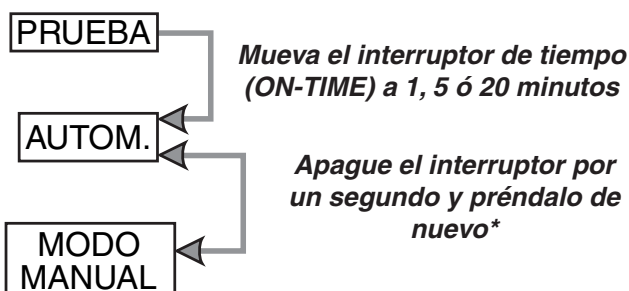 PRUEBA
Mueva el interruptor de tiempo
(ON-TIME) a 1, 5 ó 20 minutos
AUTOM.
Apague el interruptor por
un segundo y préndalo de
nuevo*
MODO
MANUAL